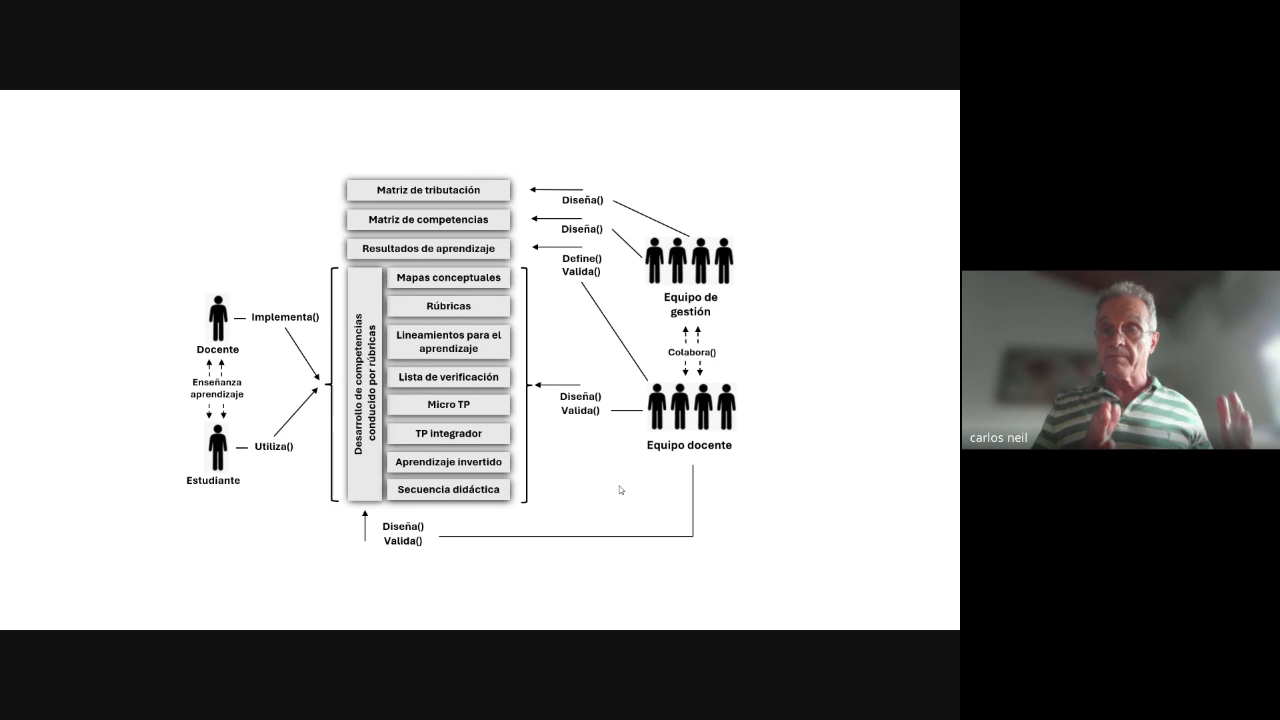 Matriz de tributación
Diseña()
Matriz de competencias
Diseña()
Resultados de aprendizaje
Define()
Valida()
Mapas conceptuales
Rúbricas
Lineamientos para el
aprendizaje
Lista de verificación
Micro TP
TP integrador
Aprendizaje invertido
Secuencia didáctica
Desarrollo de competencias
conducido por rúbricas
Implementa()
Docente
Enseñanza
aprendizaje
Utiliza()
Estudiante
Equipo de
gestión
Colabora()
Diseña()
Valida()
Equipo docente
Diseña()
Valida()
carlos neil